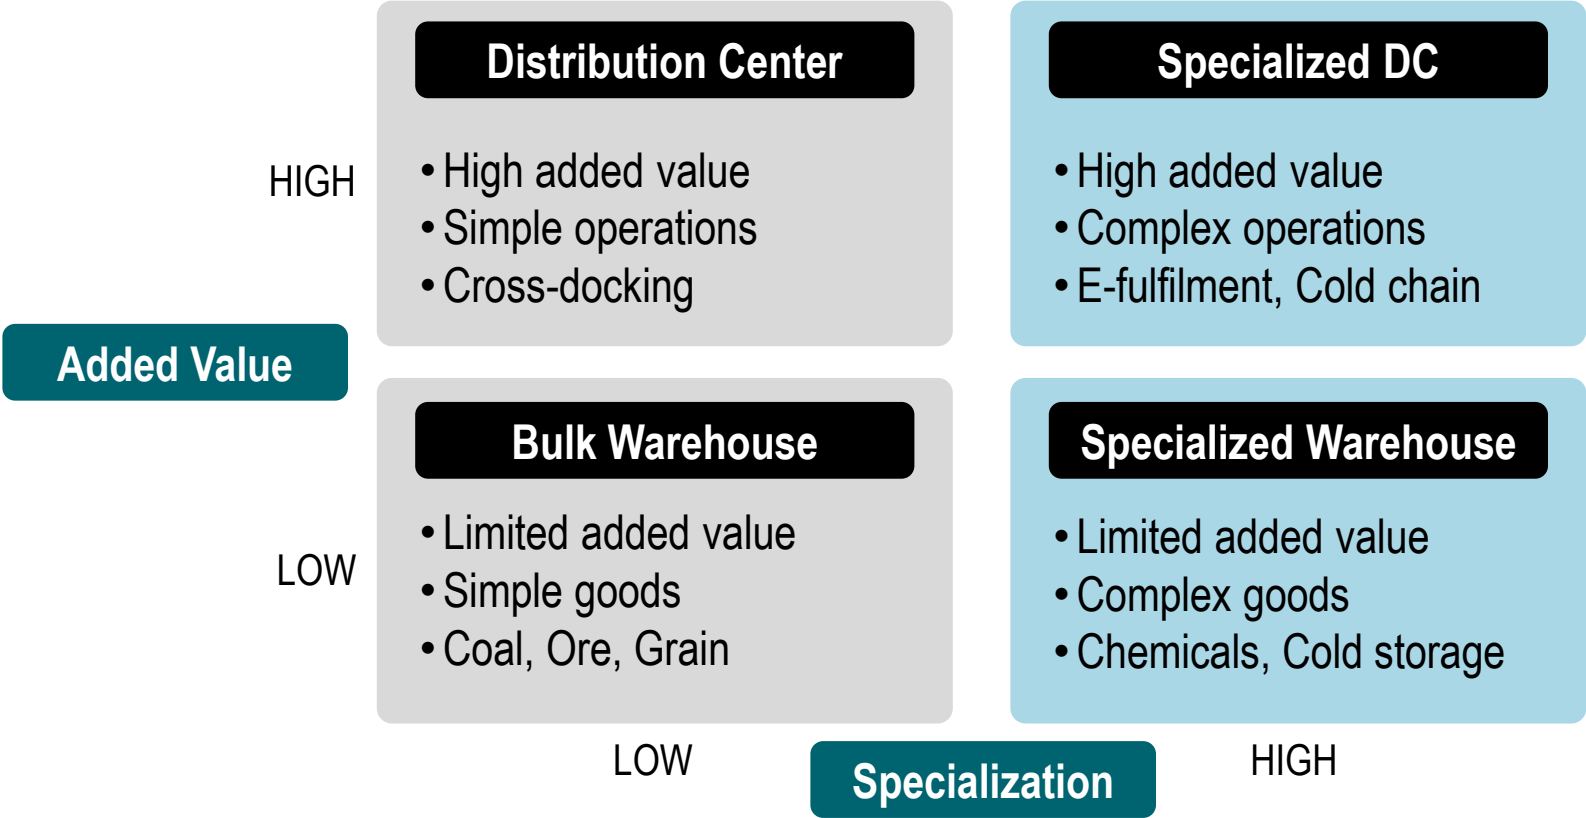 Distribution Center
• High added value
• Simple operations
• Cross-docking
Specialized DC
• High added value
• Complex operations
• E-fulfilment, Cold chain
HIGH
Added Value
Bulk Warehouse
• Limited added value
• Simple goods
• Coal, Ore, Grain
Specialized Warehouse
• Limited added value
• Complex goods
• Chemicals, Cold storage
LOW
LOW
Specialization
HIGH